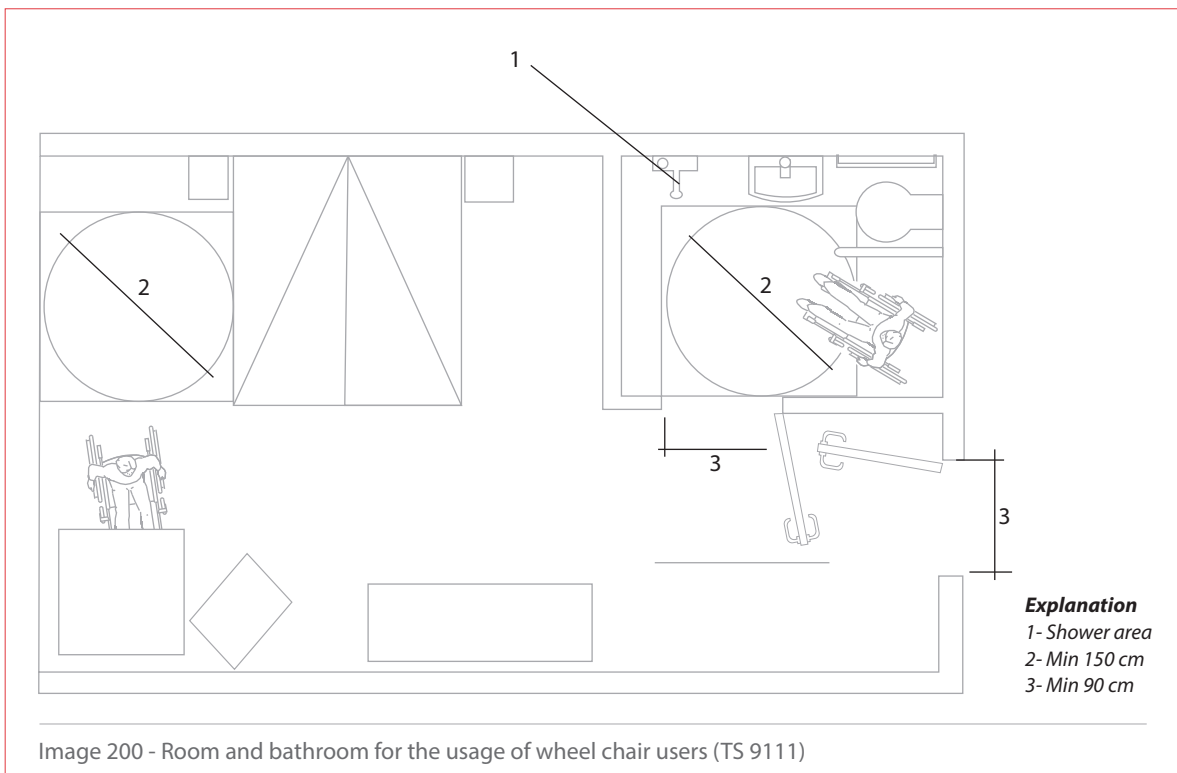 1
2
2
3
3
Explanation
1- Shower area
2- Min 150 cm
3- Min 90 cm
Image 200 - Room and bathroom for the usage of wheel chair users (TS 9111)